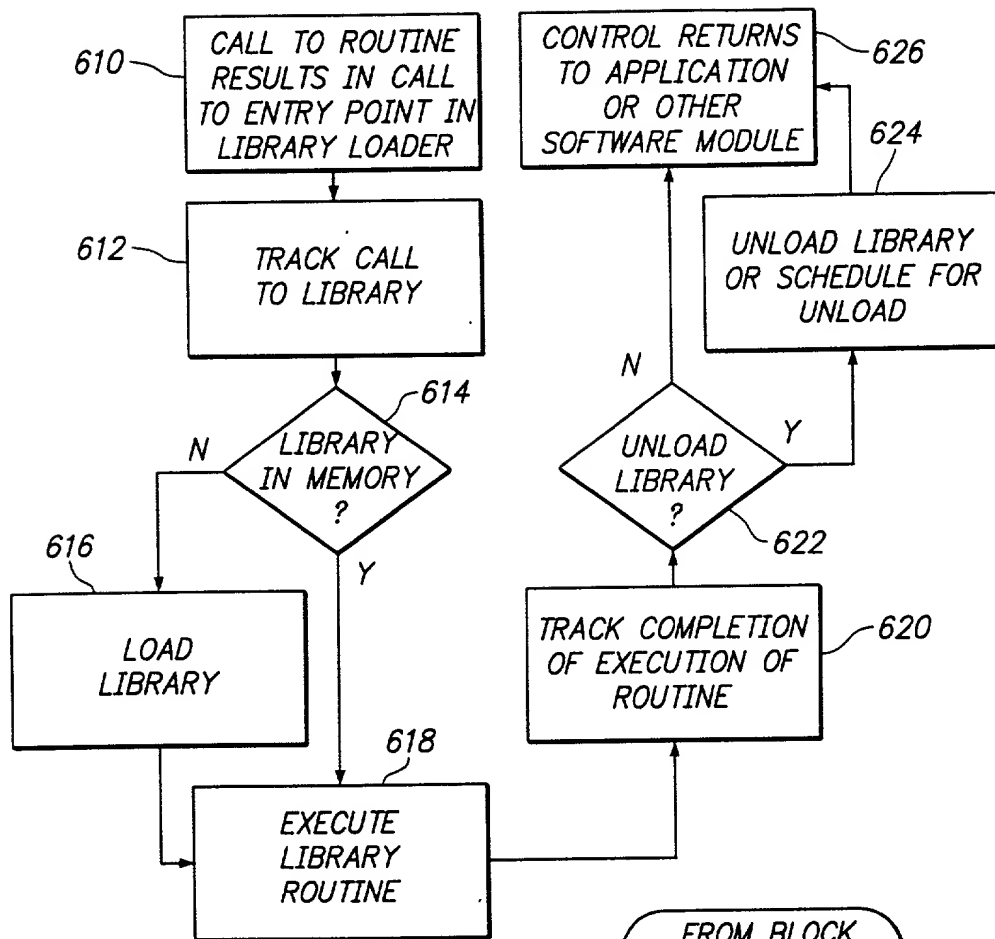 610
CALL TO ROUTINE
RESULTS IN CALL
TO ENTRY POINT IN
LIBRARY LOADER
612
TRACK CALL
TO LIBRARY
614
LIBRARY
IN MEMORY
?
N
Y
616
LOAD
LIBRARY
618
EXECUTE
LIBRARY
ROUTINE
TRACK COMPLETION
OF EXECUTION OF
ROUTINE
620
UNLOAD
LIBRARY
?
622
N
Y
UNLOAD LIBRARY
OR SCHEDULE FOR
UNLOAD
624
CONTROL RETURNS
TO APPLICATION
OR OTHER
SOFTWARE MODULE
626
FROM BLOCK